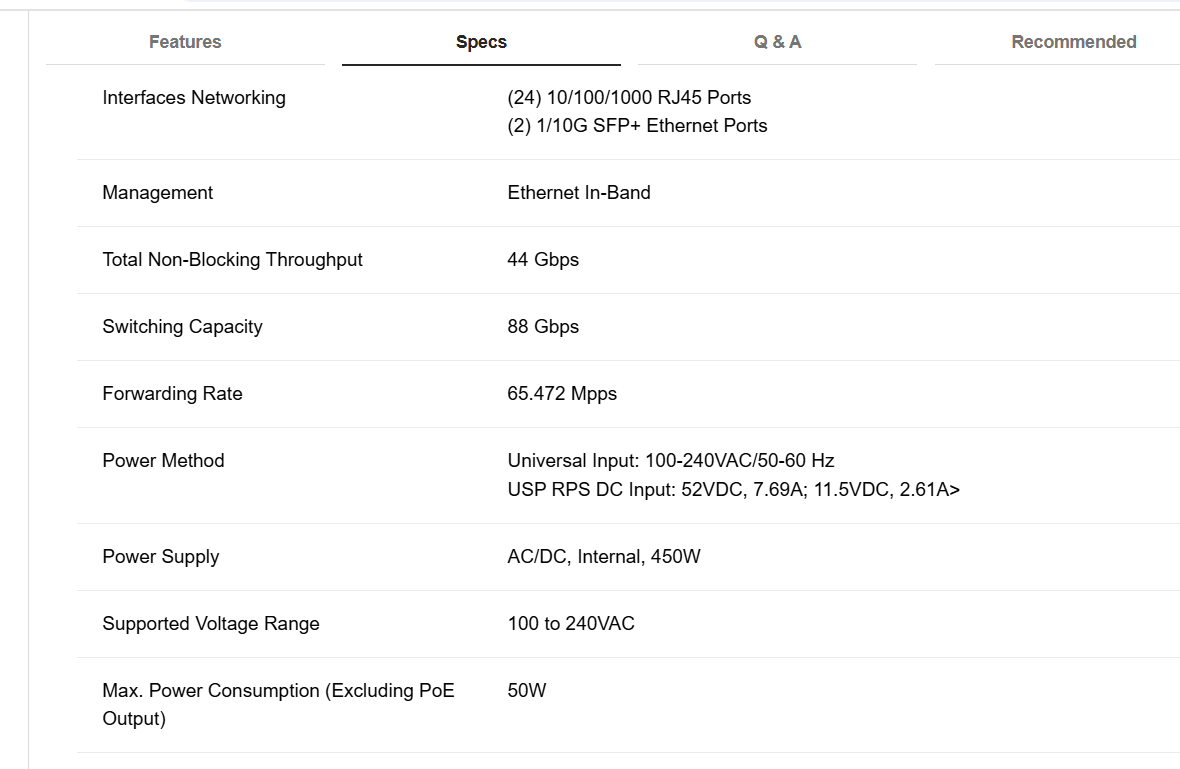 Features Specs Q & A Recommended
Interfaces Networking (24) 10/100/1000 RJ45 Ports
(2) 1/10G SFP+ Ethernet Ports
Management Ethernet In-Band
Total Non-Blocking Throughput 44 Gbps
Switching Capacity 88 Gbps
Forwarding Rate 65.472 Mpps
Power Method Universal Input: 100-240VAC/50-60 Hz
USP RPS DC Input: 52VDC, 7.69A; 11.5VDC, 2.61A>
Power Supply AC/DC, Internal, 450W
Supported Voltage Range 100 to 240VAC
Max. Power Consumption (Excluding PoE 50W
Output)